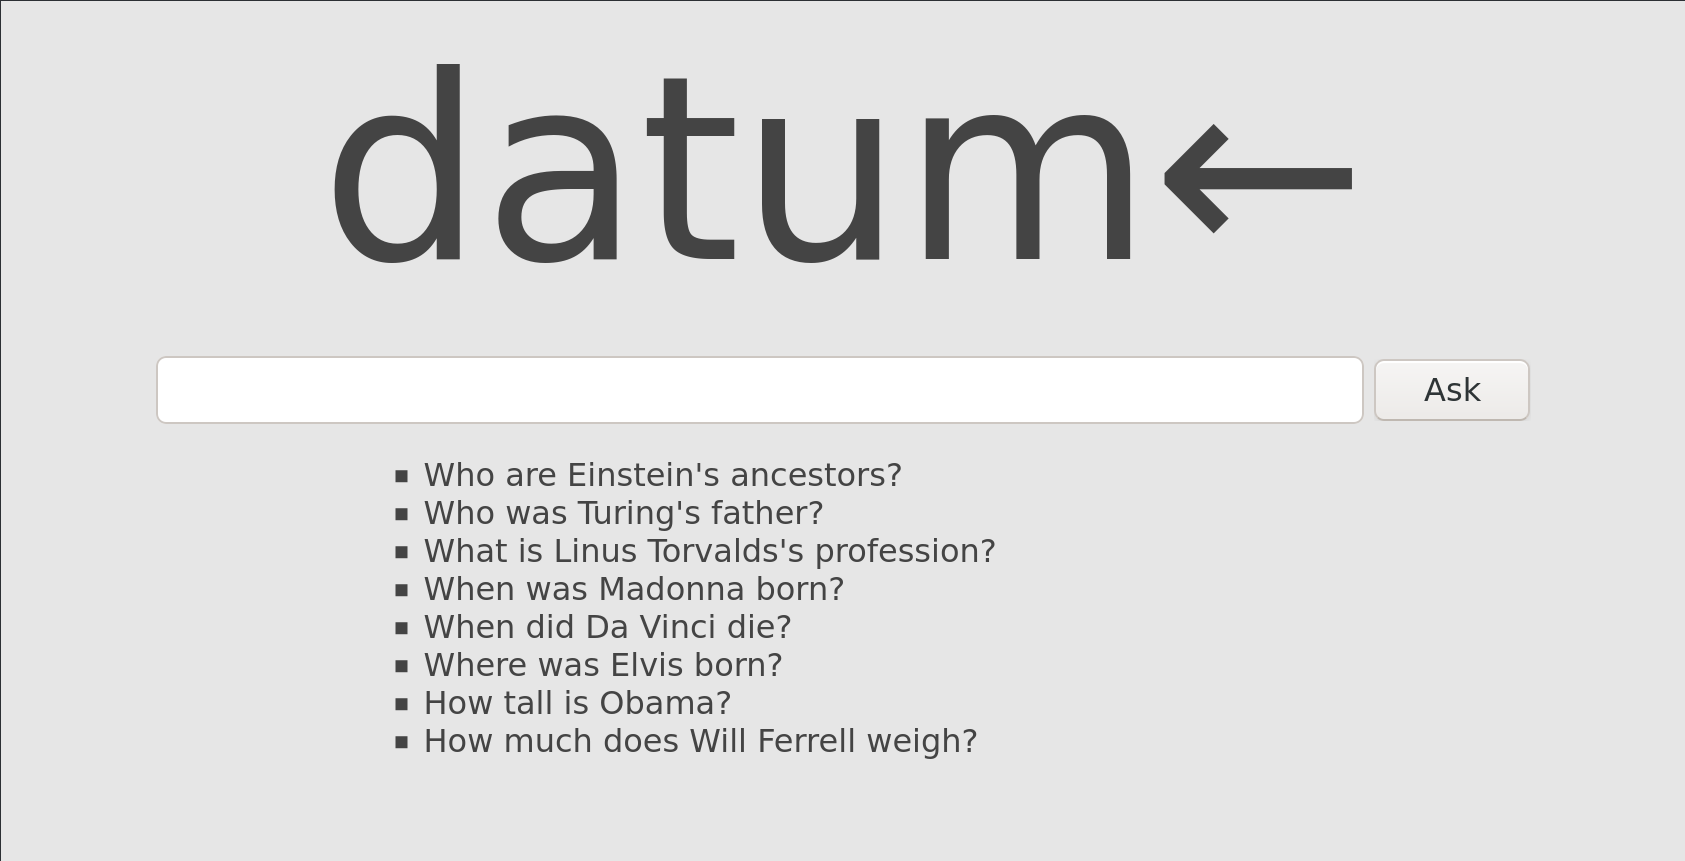 datum←
Ask
Who are Einstein's ancestors?
Who was Turing's father?
What is Linus Torvalds's profession?
When was Madonna born?
When did Da Vinci die?
Where was Elvis born?
How tall is Obama?
How much does Will Ferrell weigh?